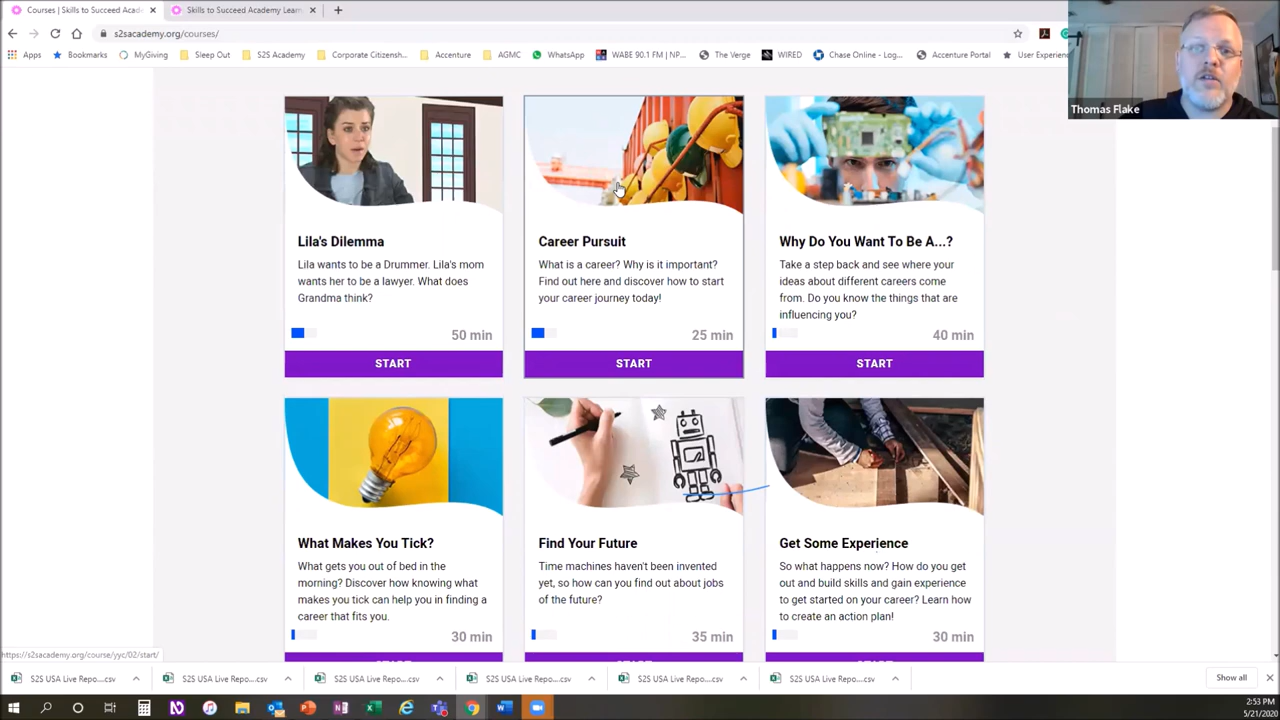 Courses | Skills to Succeed Acade
Skills to Succeed Academy Learn
s2sacademy.org/courses/
Apps Bookmarks MyGiving Sleep Out S2S Academy Corporate Citizensh... Accenture AGMC WhatsApp WABE 90.1 FM | NP... The Verge WIRED Chase Online - Log... Accenture Portal User Experien
Thomas Flake
Lila's Dilemma
Lila wants to be a Drummer. Lila's mom
wants her to be a lawyer. What does
Grandma think?
50 min
START
Career Pursuit
What is a career? Why is it important?
Find out here and discover how to start
your career journey today!
25 min
START
Why Do You Want To Be A...?
Take a step back and see where your
ideas about different careers come
from. Do you know the things that are
influencing you?
40 min
START
What Makes You Tick?
What gets you out of bed in the
morning? Discover how knowing what
makes you tick can help you in finding a
career that fits you.
30 min
Find Your Future
Time machines haven't been invented
yet, so how can you find out about jobs
of the future?
35 min
Get Some Experience
So what happens now? How do you get
out and build skills and gain experience
to get started on your career? Learn how
to create an action plan!
30 min
https://s2sacademy.org/course/yyc/02/start/
S2S USA Live Repo....csv S2S USA Live Repo....csv S2S USA Live Repo....csv S2S USA Live Repo....csv S2S USA Live Repo....csv S2S USA Live Repo....csv Show all
2:53 PM
5/21/2020